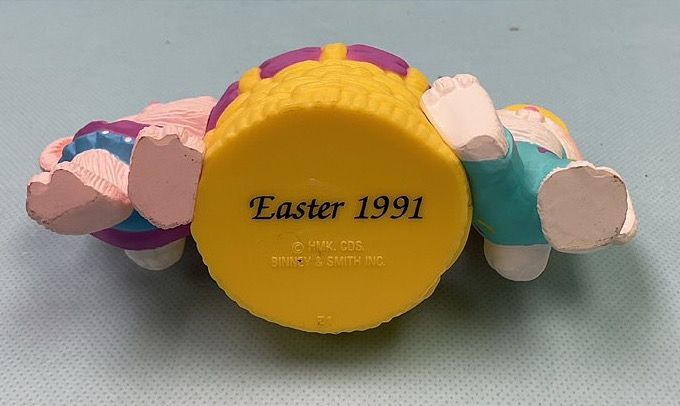 Easter 1991
© HMK. CDS.
BINNEY & SMITH INC.